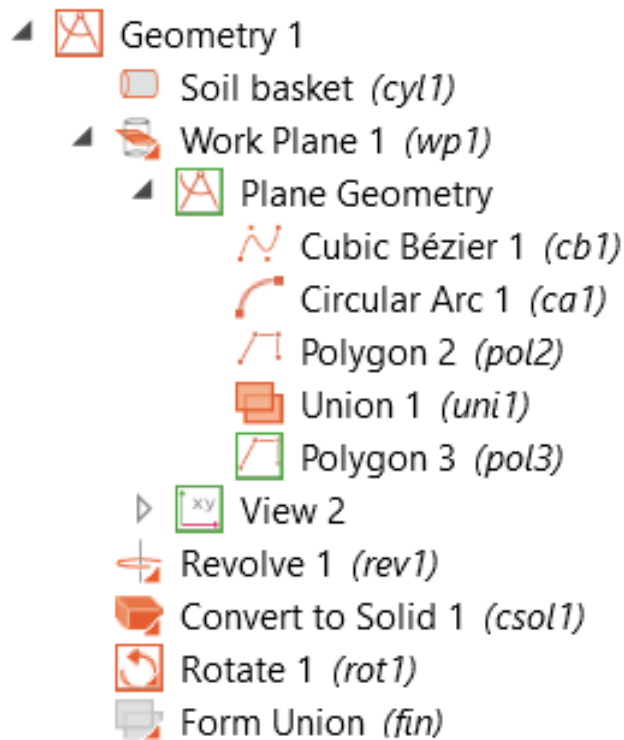 Geometry 1
Soil basket (cyl1)
Work Plane 1 (wp1)
Plane Geometry
Cubic Bézier 1 (cb1)
Circular Arc 1 (ca1)
Polygon 2 (pol2)
Union 1 (uni1)
Polygon 3 (pol3)
xy View 2
Revolve 1 (rev1)
Convert to Solid 1 (csol1)
Rotate 1 (rot1)
Form Union (fin)